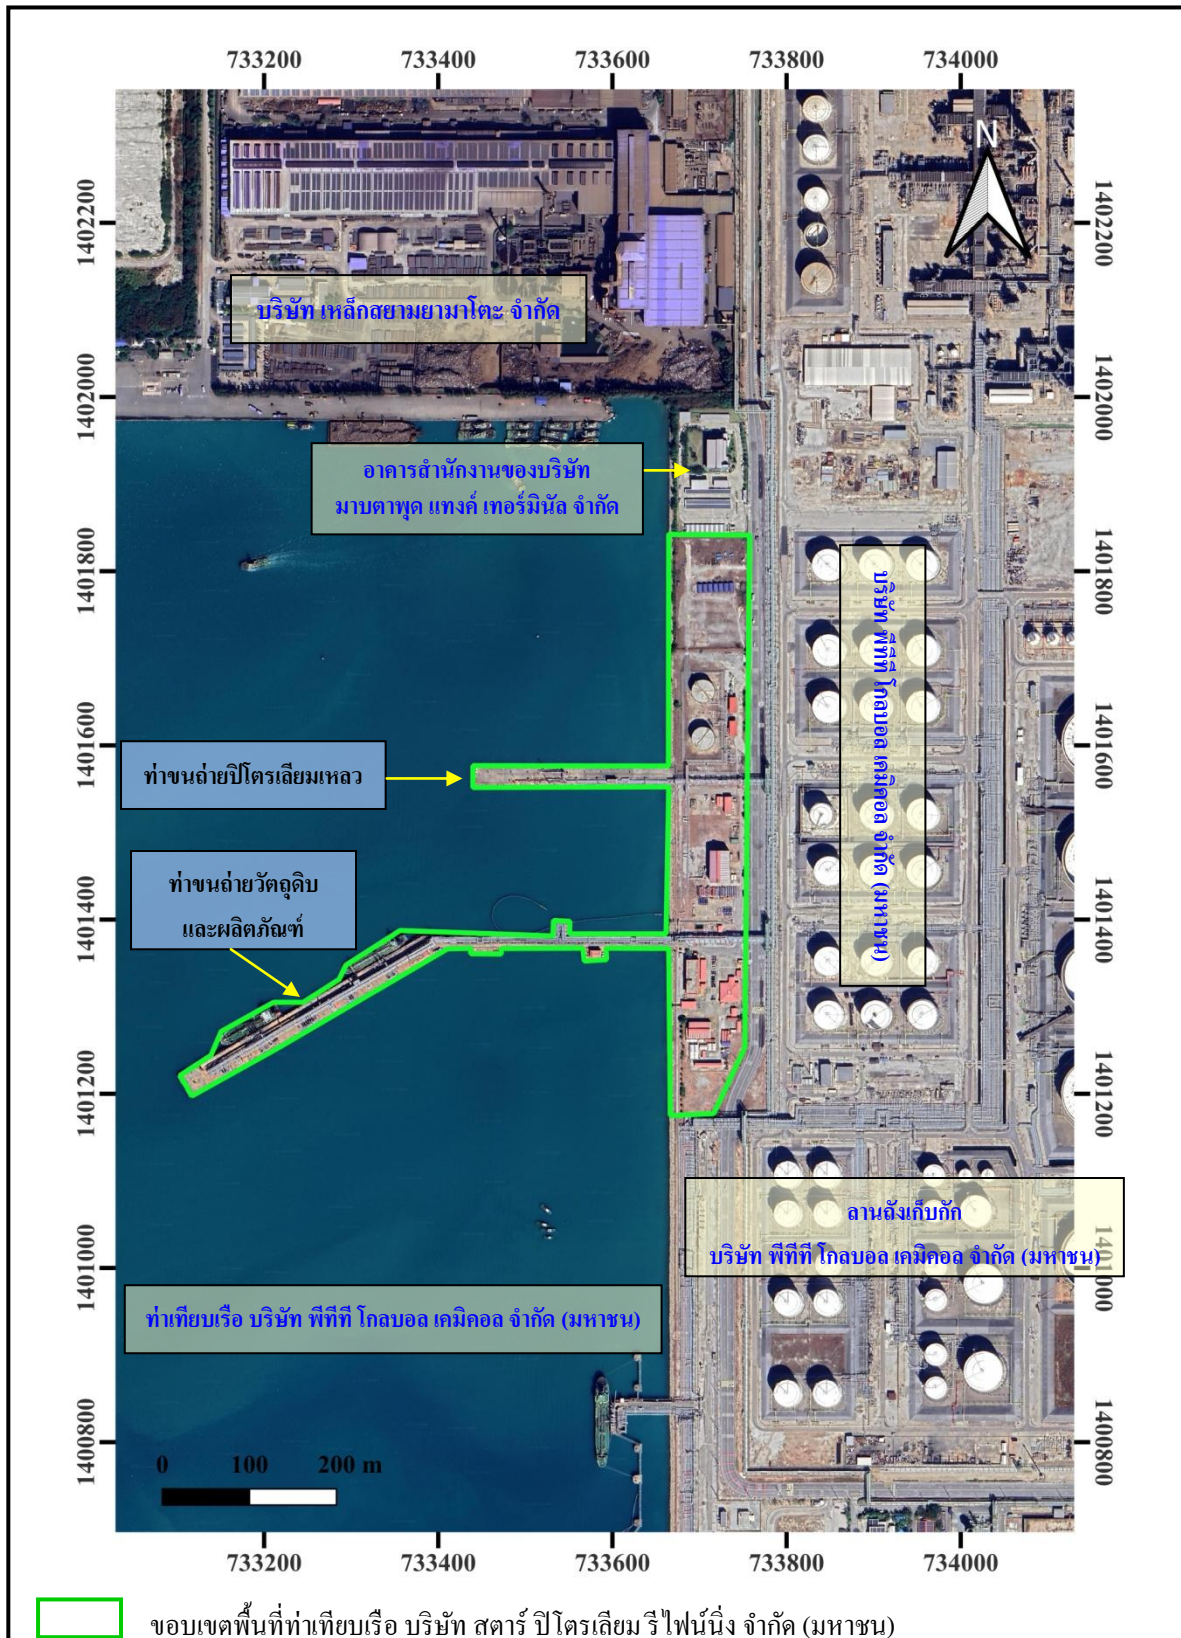 733200 733400 733600 733800 734000
N
1402200 1402200
บริษัท เหล็กสยามยามาโตะ จำกัด
1402000 1402000
อาคารสำนักงานของบริษัท
มาบตาพุด แทงค์ เทอร์มินัล จำกัด
1401800 1401800
บริษัท พีทีที โกลบอล เคมิคอล จำกัด (มหาชน)
1401600 1401600
ท่าขนถ่ายปิโตรเลียมเหลว
ท่าขนถ่ายวัตถุดิบ
และผลิตภัณฑ์
1401400 1401400
1401200 1401200
ลานถังเก็บกัก
บริษัท พีทีที โกลบอล เคมิคอล จำกัด (มหาชน)
1401000 1401000
ท่าเทียบเรือ บริษัท พีทีที โกลบอล เคมิคอล จำกัด (มหาชน)
1400800 1400800
0 100 200 m
733200 733400 733600 733800 734000
ขอบเขตพื้นที่ท่าเทียบเรือ บริษัท สตาร์ ปิโตรเลียม รีไฟน์นิ่ง จำกัด (มหาชน)